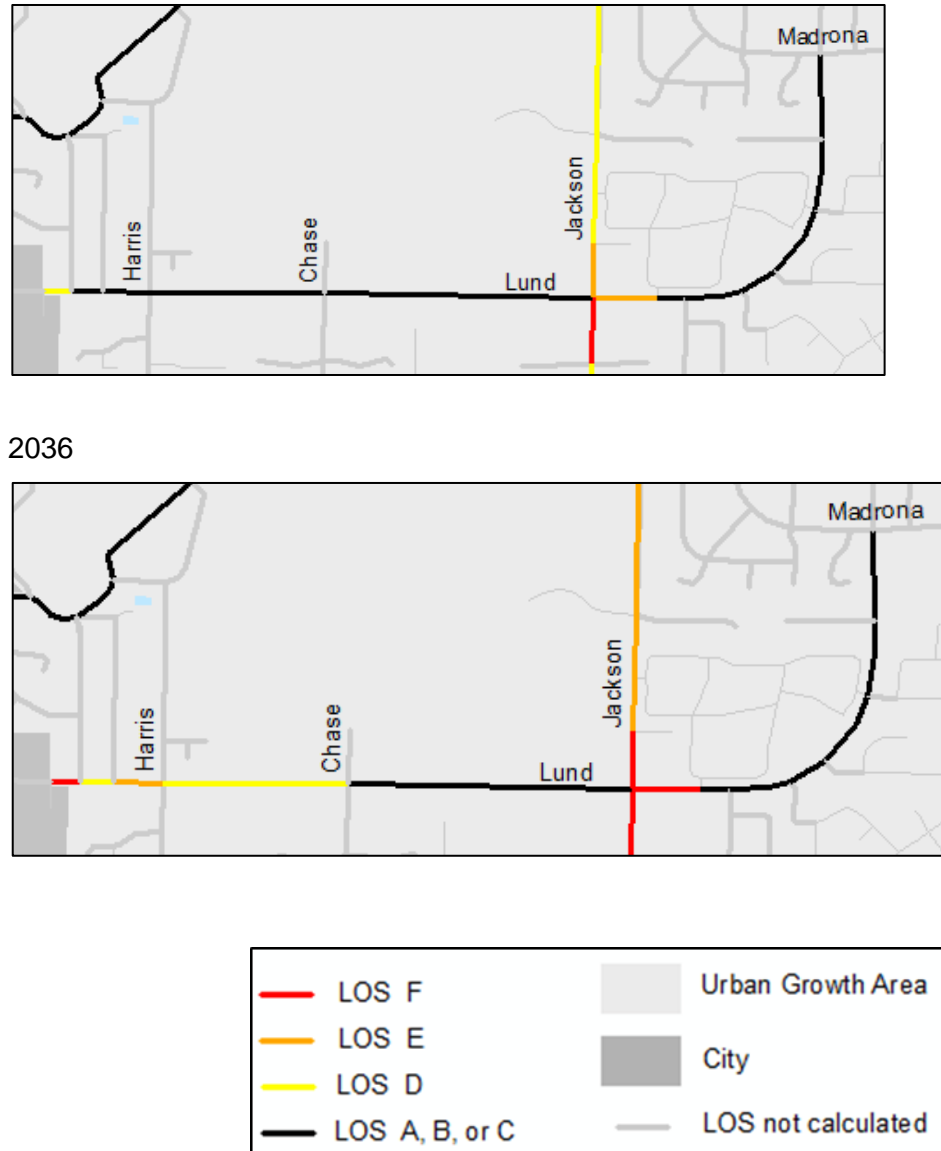 Madrona
Jackson
Harris
Chase
Lund
2036
Madrona
Jackson
Harris
Chase
Lund
LOS F
LOS E
LOS D
LOS A, B, or C
Urban Growth Area
City
LOS not calculated